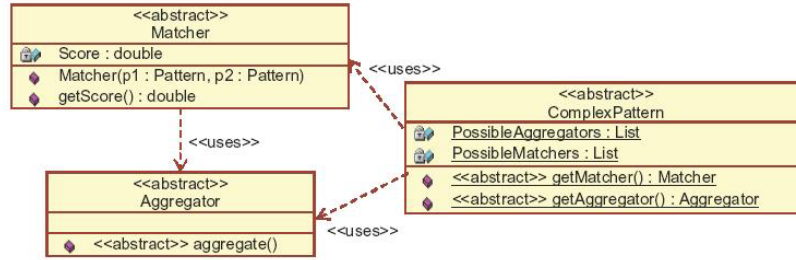 <<abstract>>
Matcher
Score : double
Matcher(p1 : Pattern, p2 : Pattern)
getScore() : double
<<uses>>
<<abstract>>
ComplexPattern
PossibleAggregators : List
PossibleMatchers : List
<<abstract>> getMatcher() : Matcher
<<abstract>> getAggregator() : Aggregator
<<uses>>
<<abstract>>
Aggregator
<<abstract>> aggregate()
<<uses>>